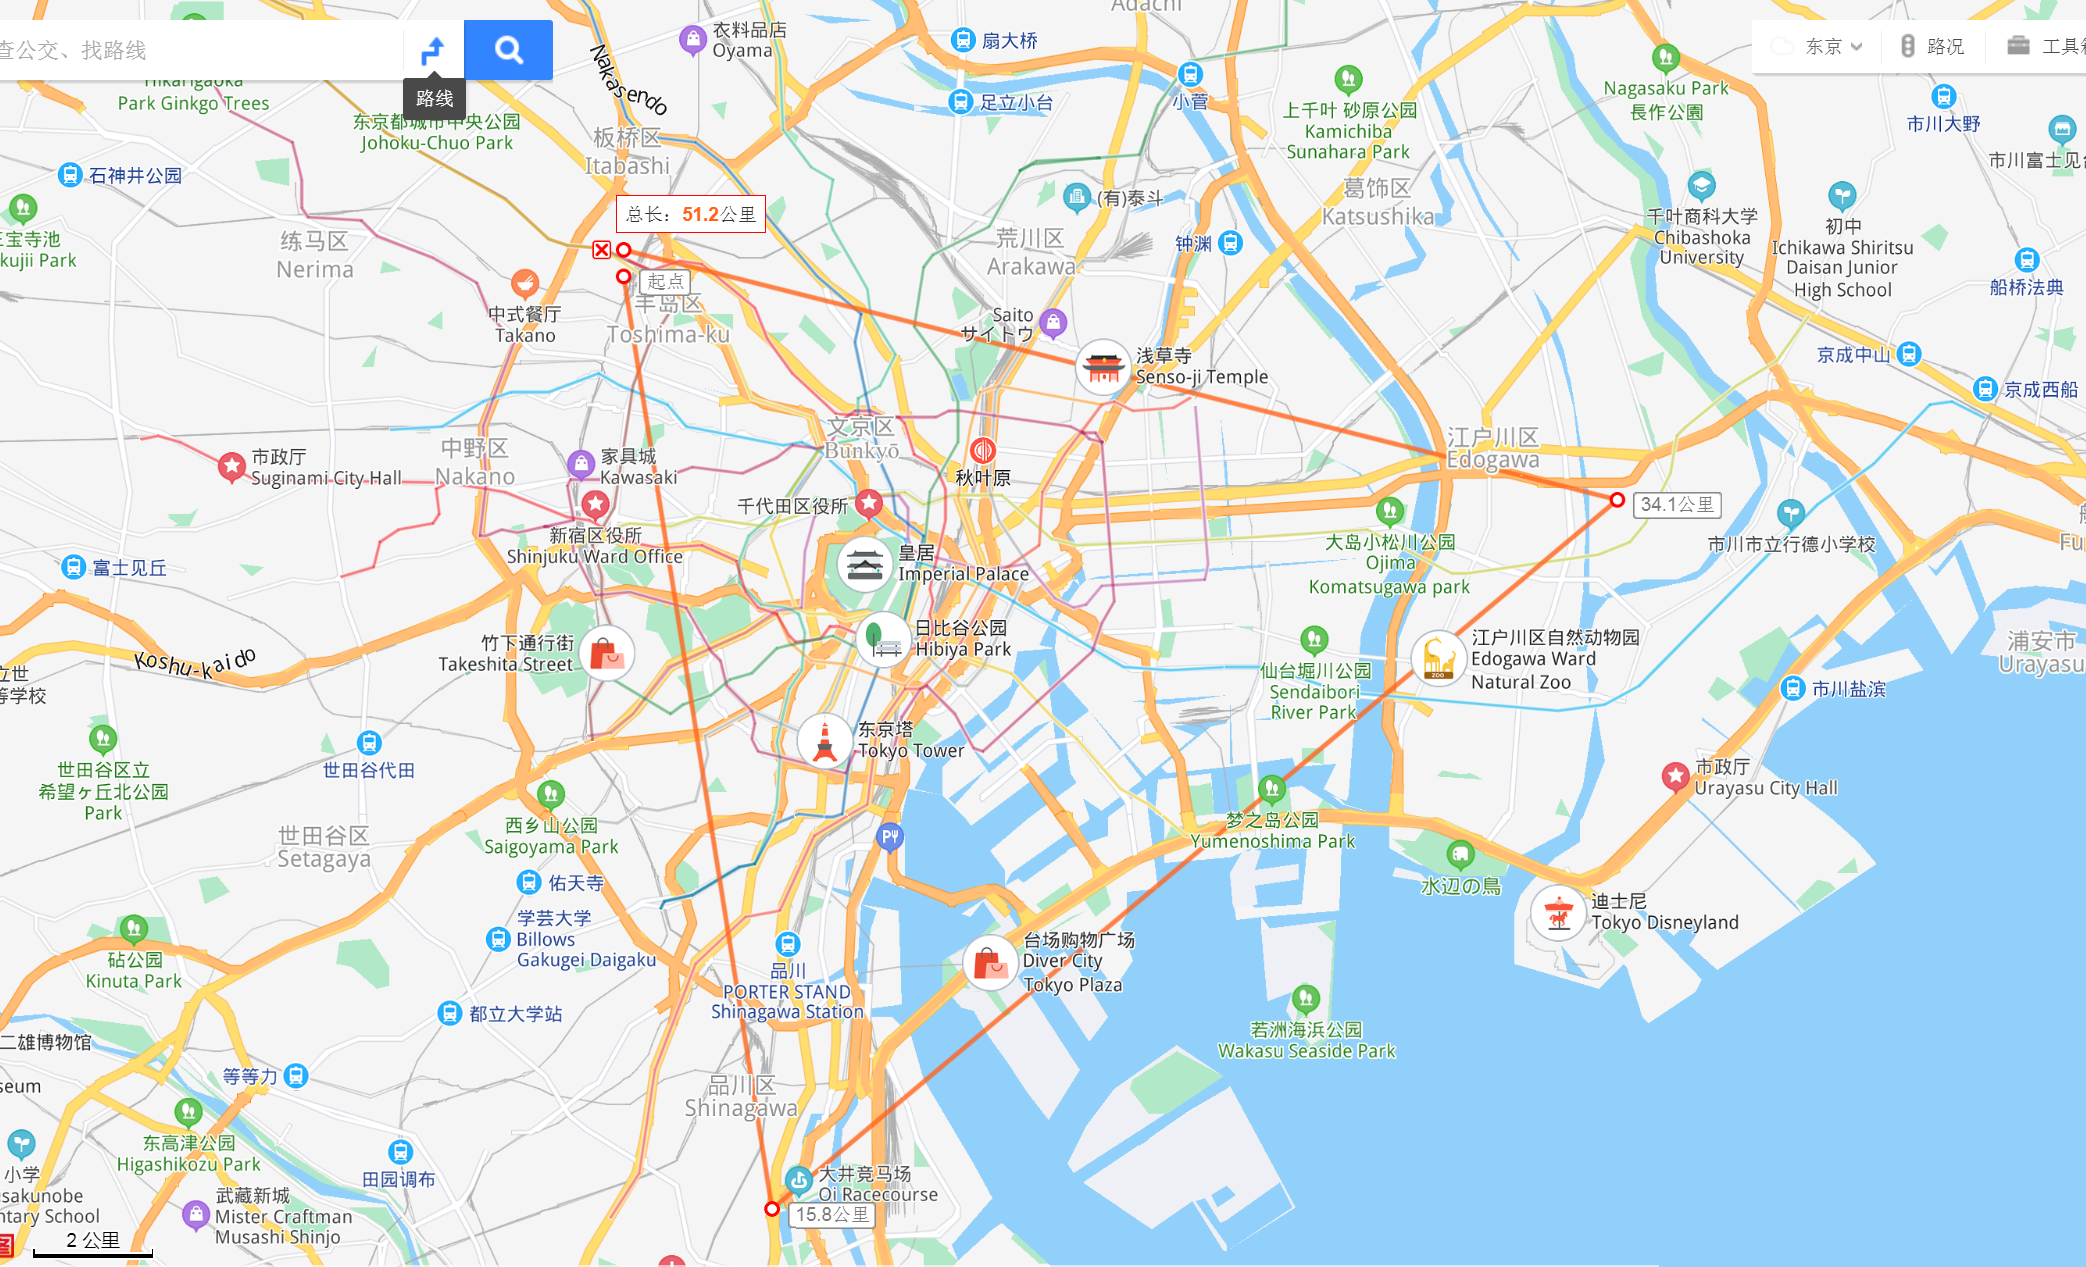 查公交、找路线
路线
东京
路况
工具箱
Adachi
衣料品店
Oyama
扇大桥
Nakasendo
足立小台
小菅
上千叶 砂原公园
Kamichiba
Sunahara Park
Nagasaku Park
長作公園
市川大野
市川富士见台
Hikarigaoka
Park Ginkgo Trees
东京都城市中央公园
Johoku-Chuo Park
板桥区
Itabashi
石神井公园
三宝寺池
kujii Park
练马区
Nerima
总长：51.2公里
起点
丰岛区
Toshima-ku
中式餐厅
Takano
(有)泰斗
荒川区
Arakawa
钟渊
葛饰区
Katsushika
千叶商科大学
Chibashoka
University
初中
Ichikawa Shiritsu
Daisan Junior
High School
船桥法典
Saito
サイトウ
浅草寺
Senso-ji Temple
京成中山
京成西船
文京区
Bunkyō
江户川区
Edogawa
市政厅
Suginami City Hall
中野区
Nakano
家具城
Kawasaki
秋叶原
千代田区役所
34.1公里
新宿区役所
Shinjuku Ward Office
大岛小松川公园
Ojima
Komatsugawa park
市川市立行德小学校
Fu
富士见丘
皇居
Imperial Palace
Koshu-kaido
竹下通行街
Takeshita Street
日比谷公园
Hibiya Park
仙台堀川公园
Sendaibori
River Park
江户川区自然动物园
Edogawa Ward
Natural Zoo
ZOO
浦安市
Urayasu
市川盐滨
立世
等学校
东京塔
Tokyo Tower
世田谷区立
希望ヶ丘北公园
Park
世田谷代田
市政厅
Urayasu City Hall
西乡山公园
Saigoyama Park
世田谷区
Setagaya
P
梦之岛公园
Yumenoshima Park
水辺の鳥
佑天寺
迪士尼
Tokyo Disneyland
学芸大学
Billows
Gakugei Daigaku
砧公园
Kinuta Park
品川
PORTER STAND
Shinagawa Station
台场购物广场
Diver City
Tokyo Plaza
都立大学站
若洲海浜公园
Wakasu Seaside Park
二雄博物馆
seum
等等力
品川区
Shinagawa
东高津公园
Higashikozu Park
田园调布
小学
usakunobe
ntary School
武藏新城
Mister Craftman
Musashi Shinjo
大井竞马场
Oi Racecourse
15.8公里
2 公里